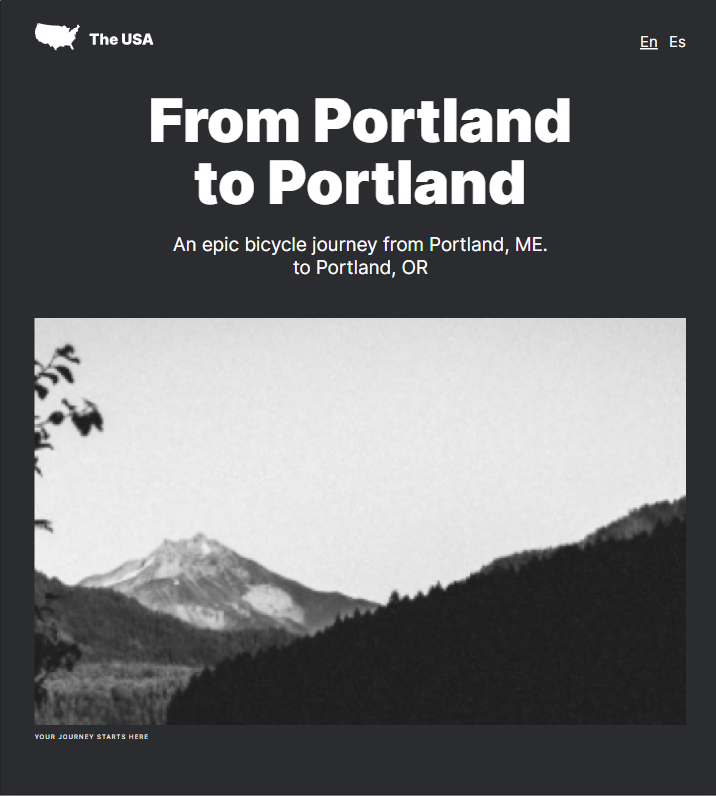 The USA
En Es
From Portland
to Portland
An epic bicycle journey from Portland, ME.
to Portland, OR
YOUR JOURNEY STARTS HERE